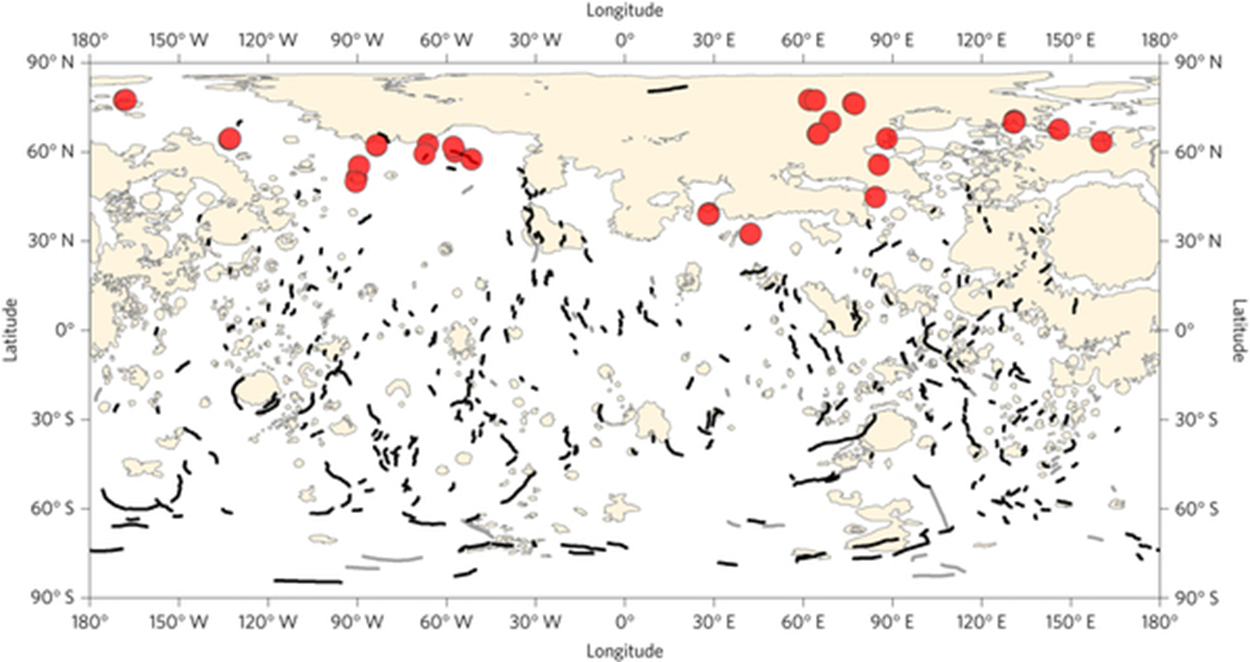 Longitude
180° 150° W 120° W 90° W 60° W 30° W 0° 30° E 60° E 90° E 120° E 150° E 180°
90° N 90° N
60° N 60° N
30° N 30° N
Latitude 0° 0° Latitude
30° S 30° S
60° S 60° S
90° S 90° S
180° 150° W 120° W 90° W 60° W 30° W 0° 30° E 60° E 90° E 120° E 150° E 180°
Longitude